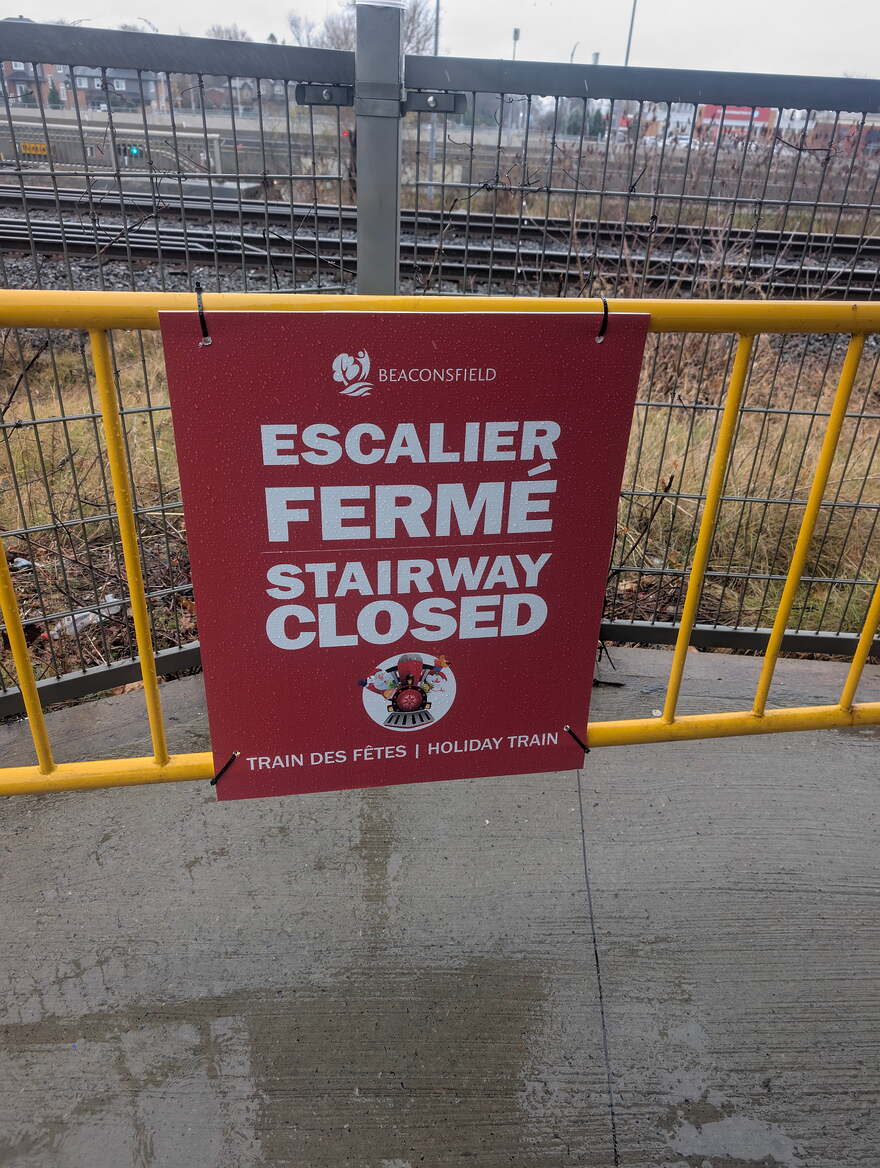 BEACONSFIELD
ESCALIER
FERMÉ
STAIRWAY
CLOSED
TRAIN DES FÊTES | HOLIDAY TRAIN